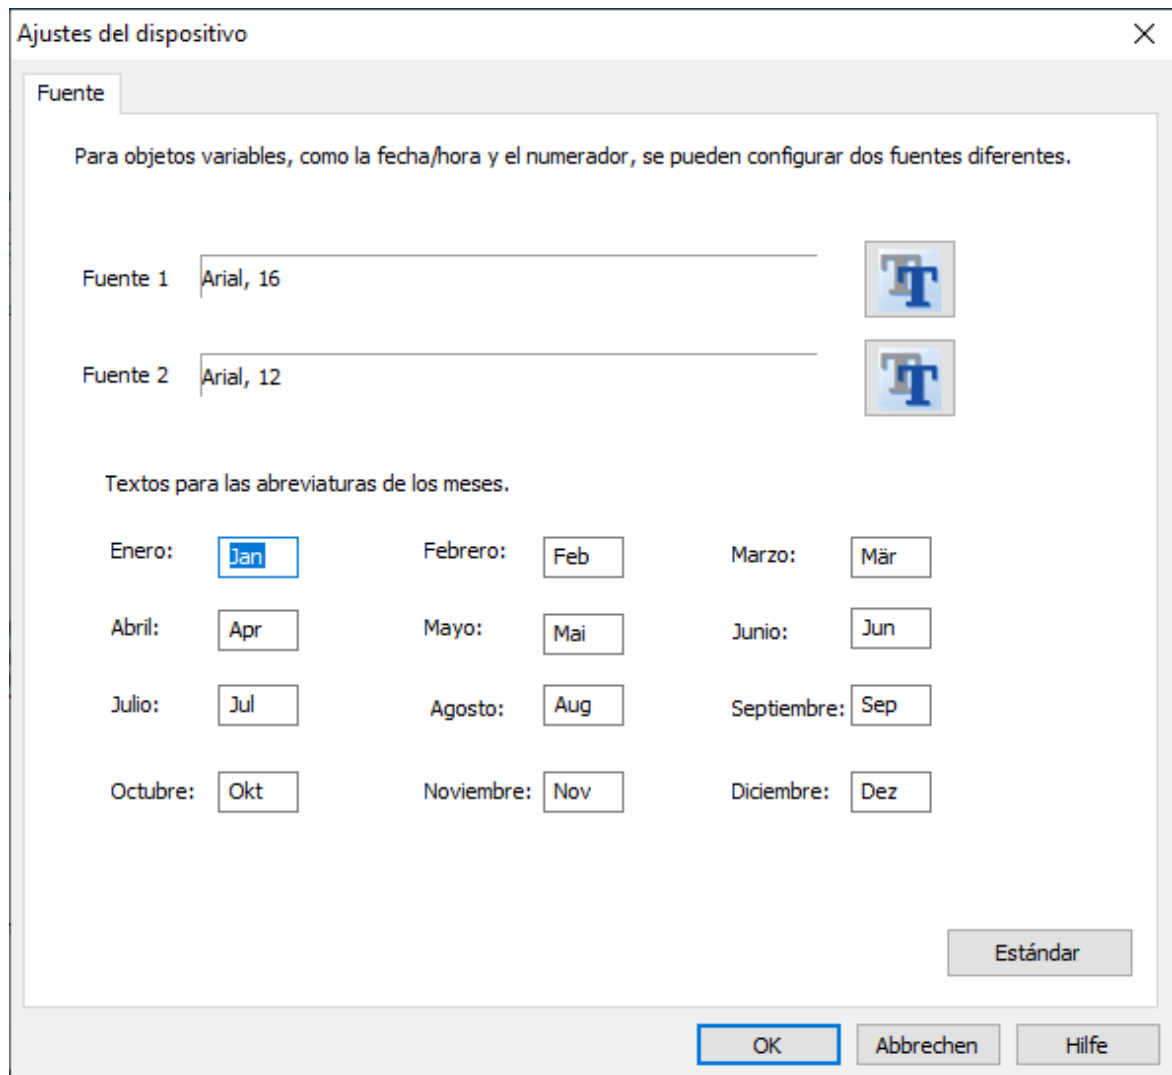 Ajustes del dispositivo
Fuente
Para objetos variables, como la fecha/hora y el numerador, se pueden configurar dos fuentes diferentes.
Fuente 1 Arial, 16
Fuente 2 Arial, 12
Textos para las abreviaturas de los meses.
Enero: Jan Febrero: Feb Marzo: Mär
Abril: Apr Mayo: Mai Junio: Jun
Julio: Jul Agosto: Aug Septiembre: Sep
Octubre: Okt Noviembre: Nov Diciembre: Dez
Estándar
OK Abbrechen Hilfe